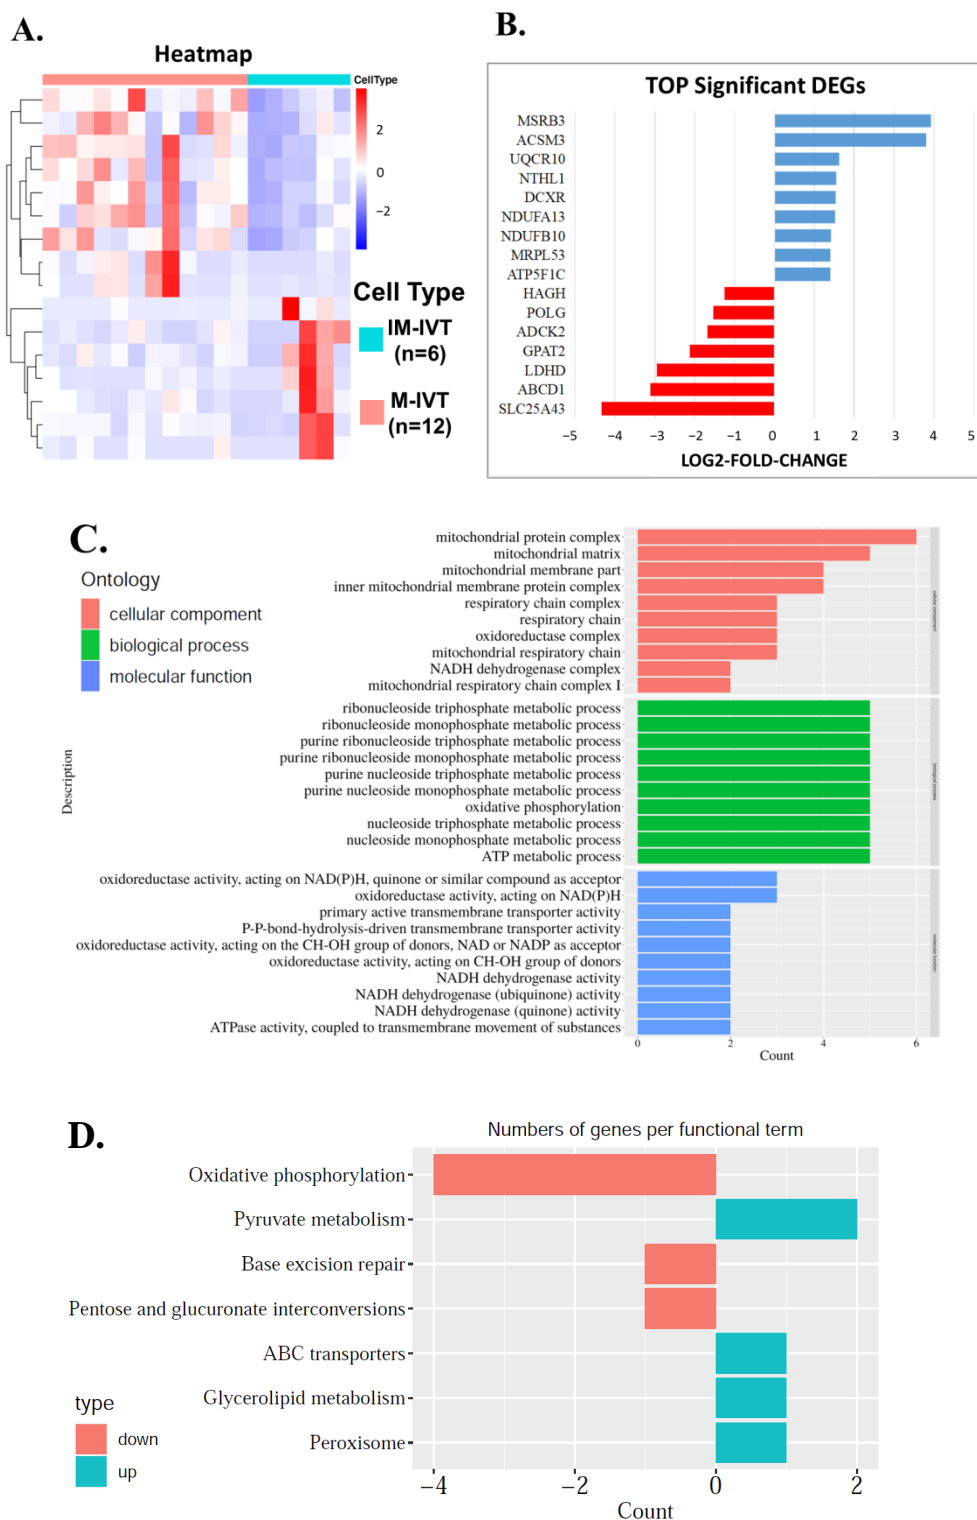 A.
Heatmap
CellType
2
0
−2
Cell Type
IM-IVT
(n=6)
M-IVT
(n=12)
B.
TOP Significant DEGs
MSRB3
ACSM3
UQCR10
NTHL1
DCXR
NDUFA13
NDUFB10
MRPL53
ATP5F1C
HAGH
POLG
ADCK2
GPAT2
LDHD
ABCD1
SLC25A43
−5 −4 −3 −2 −1 0 1 2 3 4 5
LOG2-FOLD-CHANGE
C.
Ontology
cellular compoment
biological process
molecular function
Description
mitochondrial protein complex
mitochondrial matrix
mitochondrial membrane part
inner mitochondrial membrane protein complex
respiratory chain complex
respiratory chain
oxidoreductase complex
mitochondrial respiratory chain
NADH dehydrogenase complex
mitochondrial respiratory chain complex I
cellular compoment
ribonucleoside triphosphate metabolic process
ribonucleoside monophosphate metabolic process
purine ribonucleoside triphosphate metabolic process
purine ribonucleoside monophosphate metabolic process
purine nucleoside triphosphate metabolic process
purine nucleoside monophosphate metabolic process
oxidative phosphorylation
nucleoside triphosphate metabolic process
nucleoside monophosphate metabolic process
ATP metabolic process
biological process
oxidoreductase activity, acting on NAD(P)H, quinone or similar compound as acceptor
oxidoreductase activity, acting on NAD(P)H
primary active transmembrane transporter activity
P-P-bond-hydrolysis-driven transmembrane transporter activity
oxidoreductase activity, acting on the CH-OH group of donors, NAD or NADP as acceptor
oxidoreductase activity, acting on CH-OH group of donors
NADH dehydrogenase activity
NADH dehydrogenase (ubiquinone) activity
NADH dehydrogenase (quinone) activity
ATPase activity, coupled to transmembrane movement of substances
molecular function
0 2 4 6
Count
D.
Numbers of genes per functional term
Oxidative phosphorylation
Pyruvate metabolism
Base excision repair
Pentose and glucuronate interconversions
ABC transporters
Glycerolipid metabolism
Peroxisome
type
down
up
−4 −2 0 2
Count